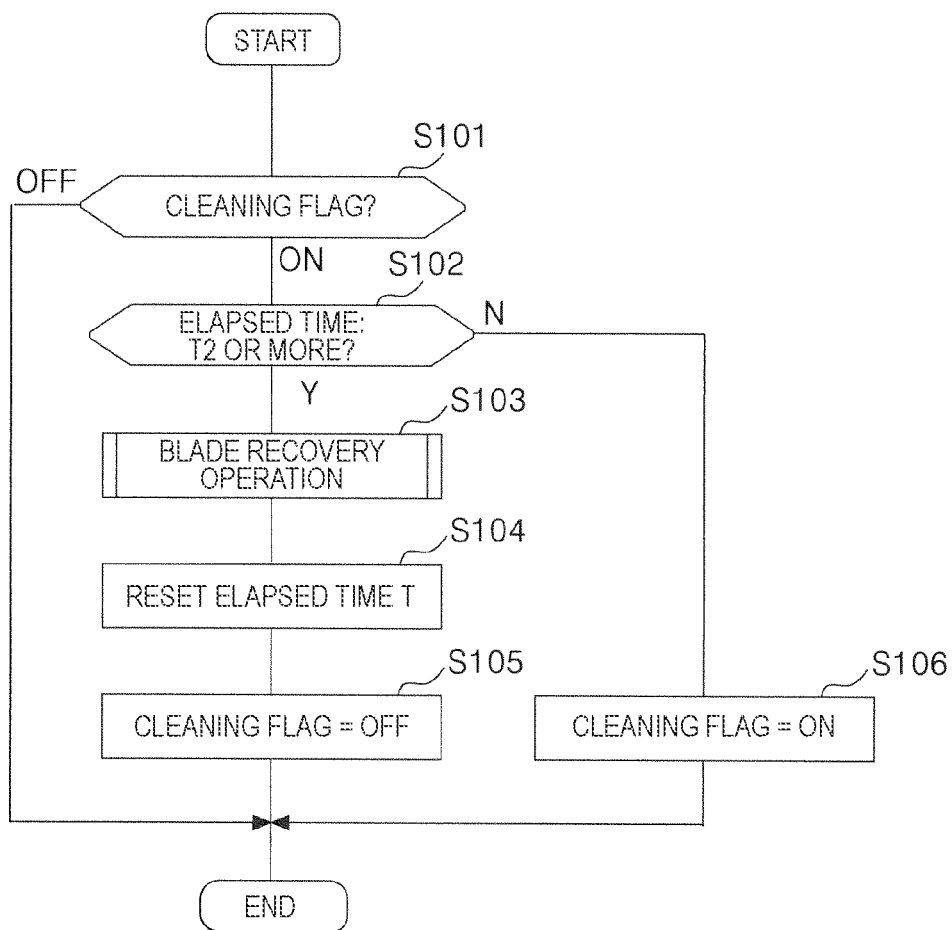 START
S101
OFF
CLEANING FLAG?
ON
S102
ELAPSED TIME:
T2 OR MORE?
N
Y
S103
BLADE RECOVERY
OPERATION
S104
RESET ELAPSED TIME T
S105
CLEANING FLAG = OFF
S106
CLEANING FLAG = ON
END